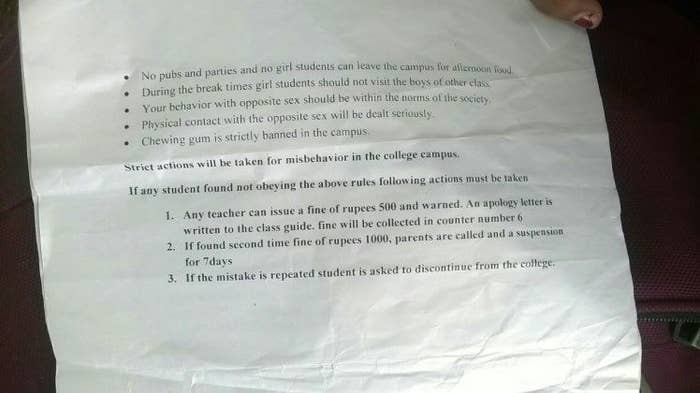 • No pubs and parties and no girl students can leave the campus for afternoon food.
• During the break times girl students should not visit the boys of other class.
• Your behavior with opposite sex should be within the norms of the society.
• Physical contact with the opposite sex will be dealt seriously.
• Chewing gum is strictly banned in the campus.
Strict actions will be taken for misbehavior in the college campus.
If any student found not obeying the above rules following actions must be taken
1. Any teacher can issue a fine of rupees 500 and warned. An apology letter is
written to the class guide. fine will be collected in counter number 6
2. If found second time fine of rupees 1000, parents are called and a suspension
for 7days
3. If the mistake is repeated student is asked to discontinue from the college.